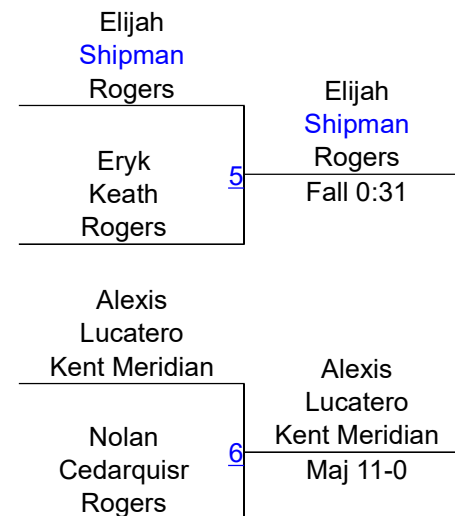 Elijah
Shipman
Rogers
Eryk
Keath
Rogers
5
Elijah
Shipman
Rogers
Fall 0:31
Alexis
Lucatero
Kent Meridian
Nolan
Cedarquisr
Rogers
6
Alexis
Lucatero
Kent Meridian
Maj 11-0